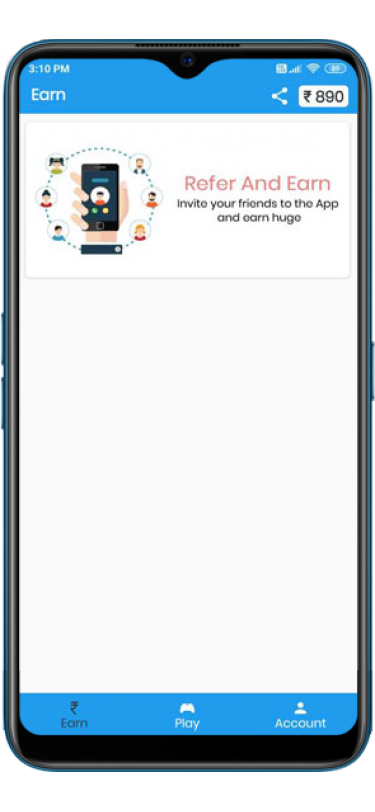 3:10 PM
Earn
₹ 890
Refer And Earn
Invite your friends to the App
and earn huge
₹
Earn
Play
Account